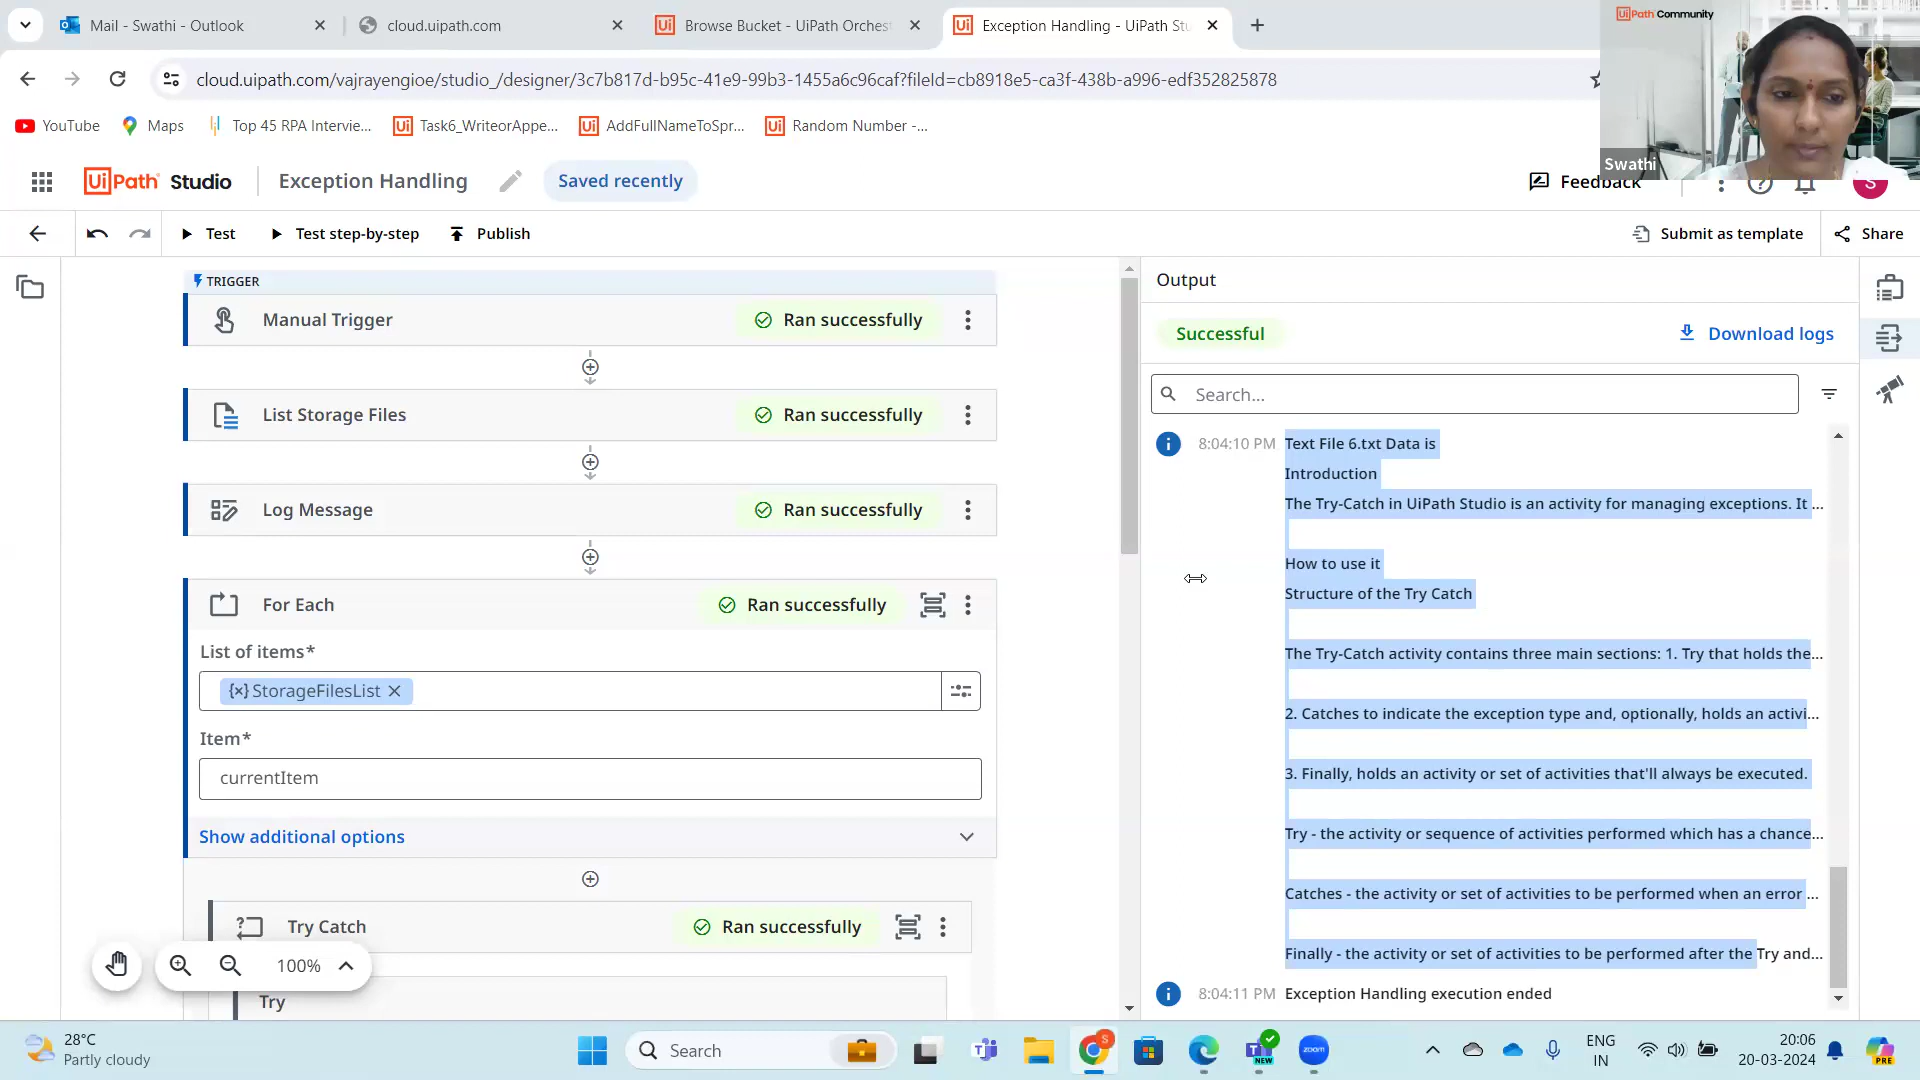 Mail - Swathi - Outlook
cloud.uipath.com
Browse Bucket - UiPath Orchest
Exception Handling - UiPath Stu
UiPath Community
cloud.uipath.com/vajrayengioe/studio_/designer/3c7b817d-b95c-41e9-99b3-1455a6c96caf?fileId=cb8918e5-ca3f-438b-a996-edf352825878
YouTube
Maps
Top 45 RPA Intervie...
Task6_WriteorAppe...
AddFullNameToSpr...
Random Number -...
Swathi
UiPath Studio
Exception Handling
Saved recently
Feedback
S
Test
Test step-by-step
Publish
Submit as template
Share
TRIGGER
Manual Trigger
Ran successfully
List Storage Files
Ran successfully
Log Message
Ran successfully
For Each
Ran successfully
List of items*
{x} StorageFilesList
Item*
currentItem
Show additional options
Try Catch
Ran successfully
100%
Try
Output
Successful
Download logs
Search...
8:04:10 PM Text File 6.txt Data is
Introduction
The Try-Catch in UiPath Studio is an activity for managing exceptions. It ...
How to use it
Structure of the Try Catch
The Try-Catch activity contains three main sections: 1. Try that holds the...
2. Catches to indicate the exception type and, optionally, holds an activi...
3. Finally, holds an activity or set of activities that'll always be executed.
Try - the activity or sequence of activities performed which has a chance...
Catches - the activity or set of activities to be performed when an error ...
Finally - the activity or set of activities to be performed after the Try and...
8:04:11 PM Exception Handling execution ended
28°C
Partly cloudy
Search
S
NEW
zoom
ENG
IN
20:06
20-03-2024
PRE